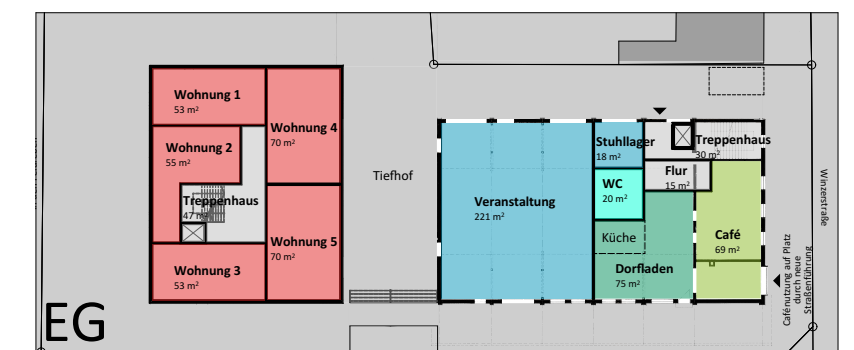 Wohnung 1
53 m²
Wohnung 2
55 m²
Treppenhaus
47 m²
Wohnung 3
53 m²
Wohnung 4
70 m²
Wohnung 5
70 m²
Tiefhof
Veranstaltung
221 m²
Stuhllager
18 m²
WC
20 m²
Küche
Dorfladen
75 m²
Treppenhaus
30 m²
Flur
15 m²
Café
69 m²
Winzerstraße
Cafénutzung auf Platz
durch neue
Straßenführung
EG